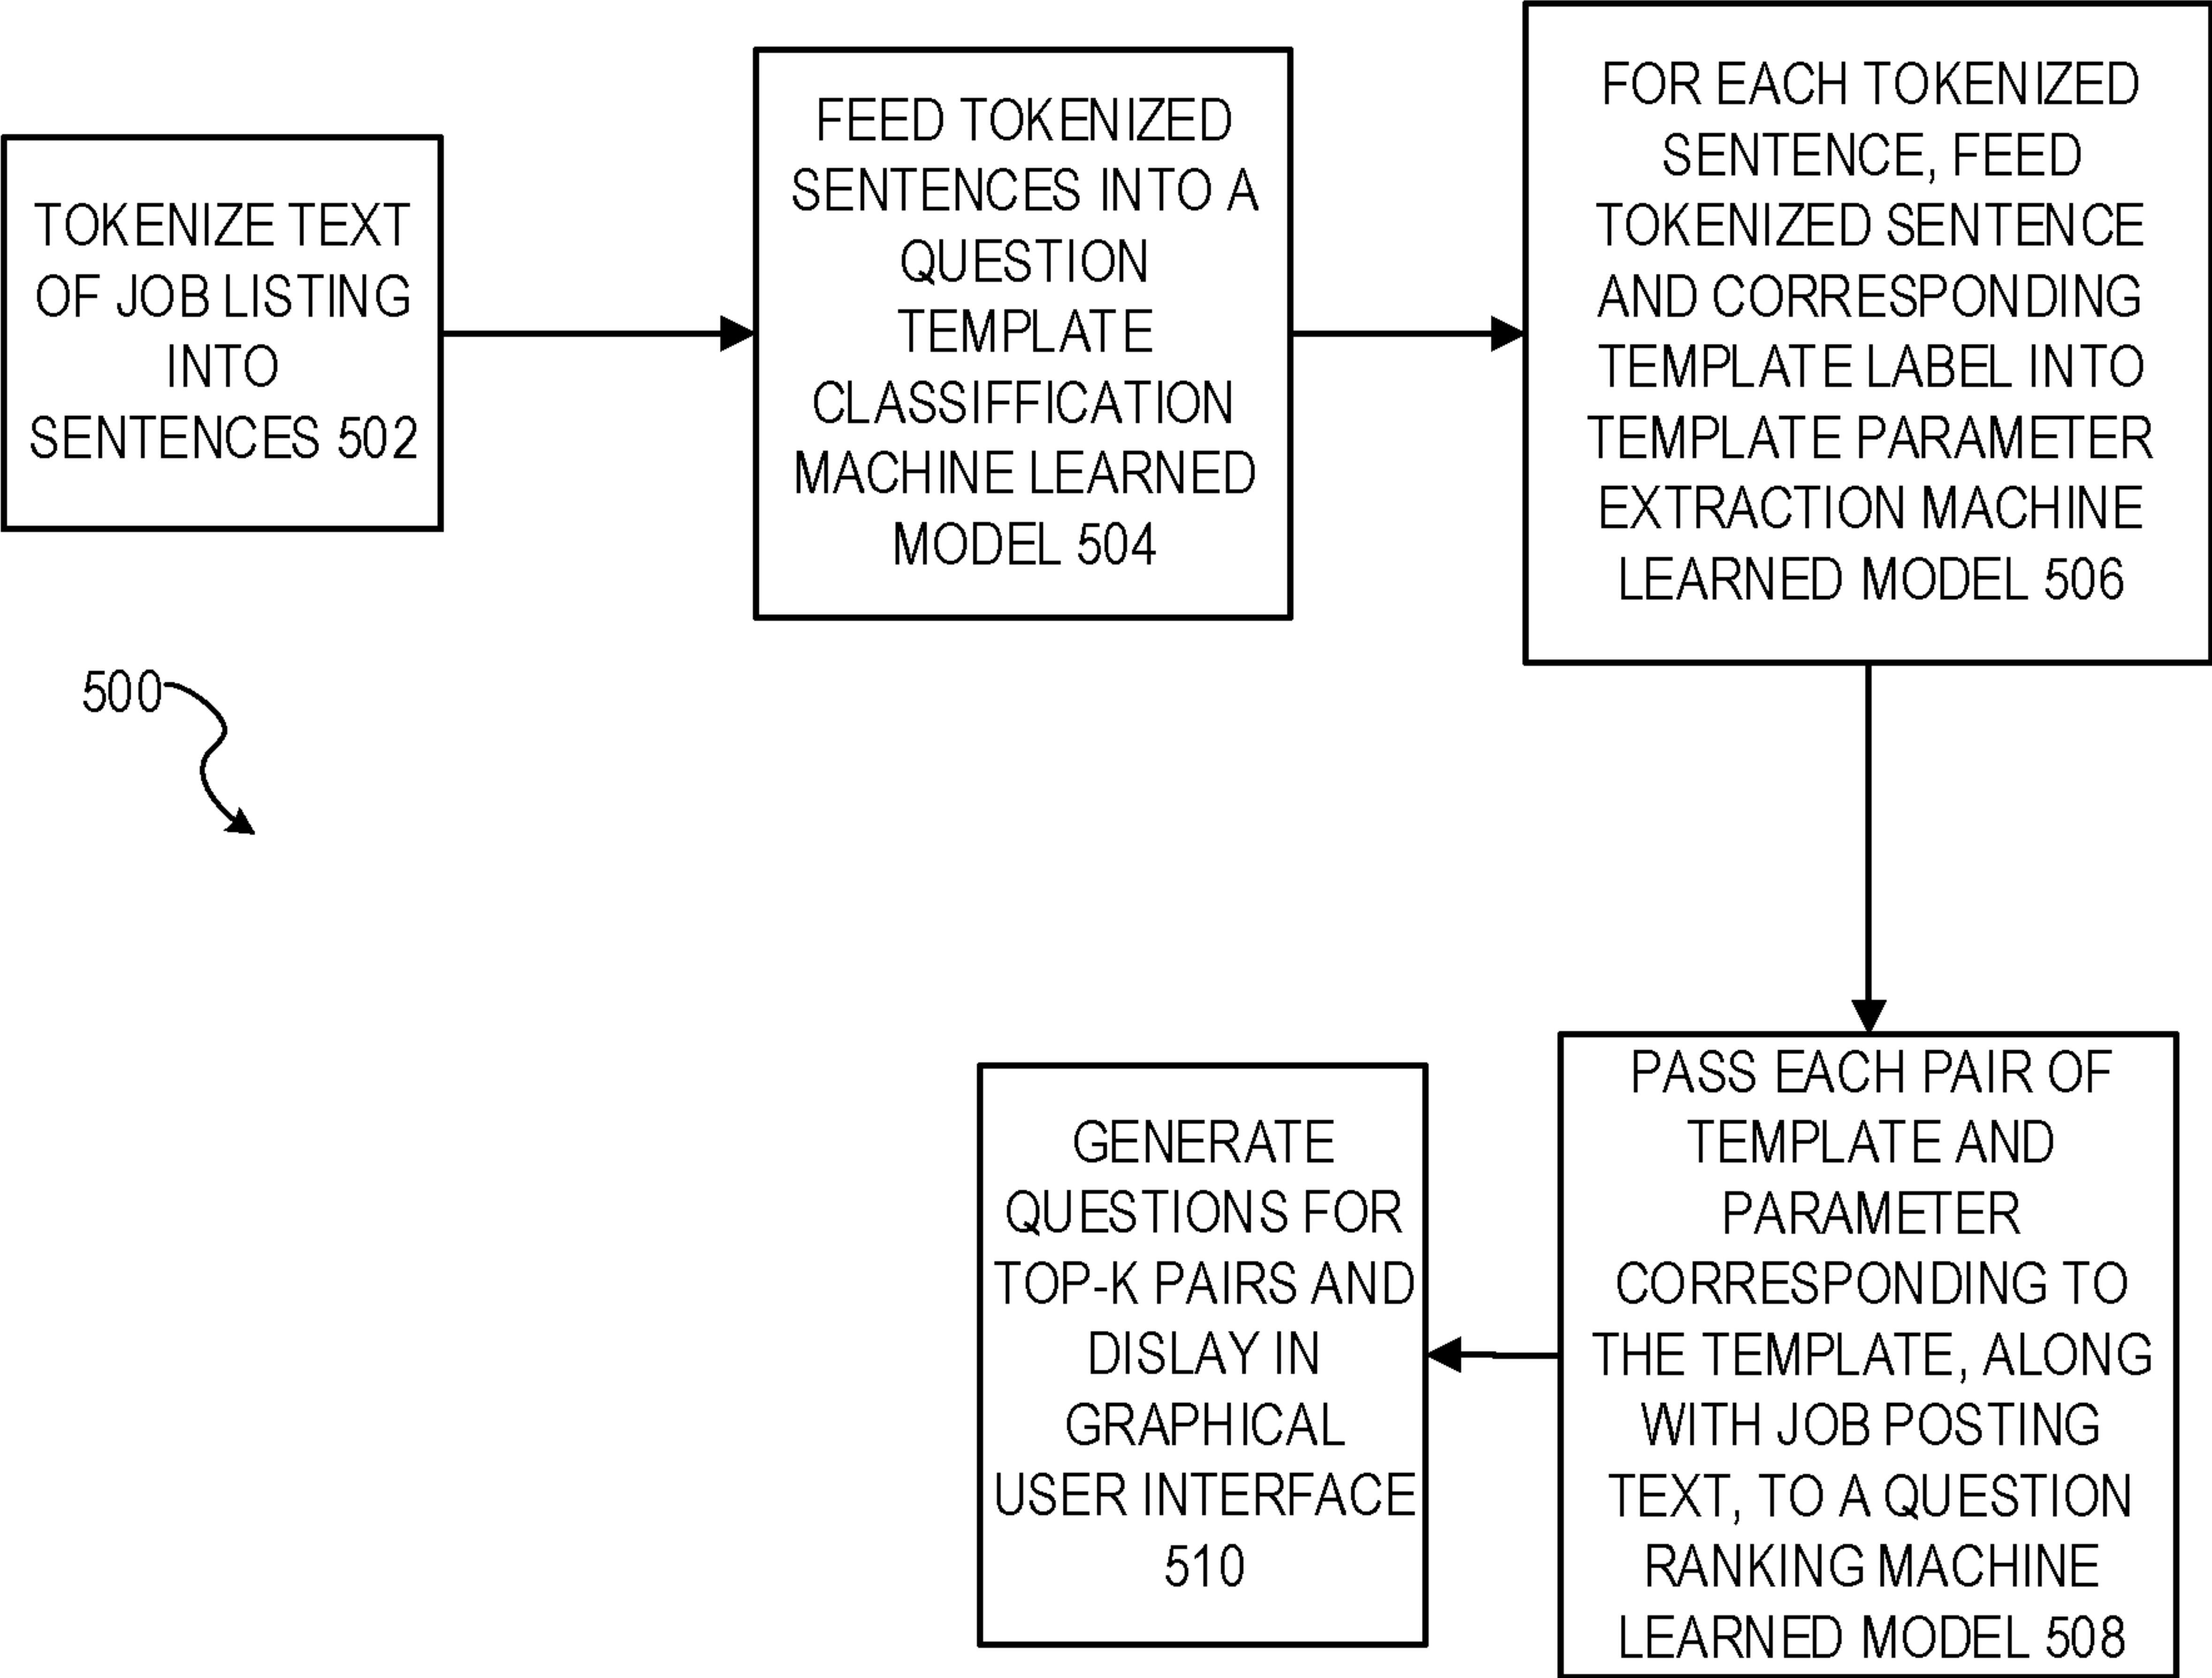 TOKENIZE TEXT
OF JOB LISTING
INTO
SENTENCES 502
FEED TOKENIZED
SENTENCES INTO A
QUESTION
TEMPLATE
CLASSIFFICATION
MACHINE LEARNED
MODEL 504
FOR EACH TOKENIZED
SENTENCE, FEED
TOKENIZED SENTENCE
AND CORRESPONDING
TEMPLATE LABEL INTO
TEMPLATE PARAMETER
EXTRACTION MACHINE
LEARNED MODEL 506
500
PASS EACH PAIR OF
TEMPLATE AND
PARAMETER
CORRESPONDING TO
THE TEMPLATE, ALONG
WITH JOB POSTING
TEXT, TO A QUESTION
RANKING MACHINE
LEARNED MODEL 508
GENERATE
QUESTIONS FOR
TOP-K PAIRS AND
DISLAY IN
GRAPHICAL
USER INTERFACE
510